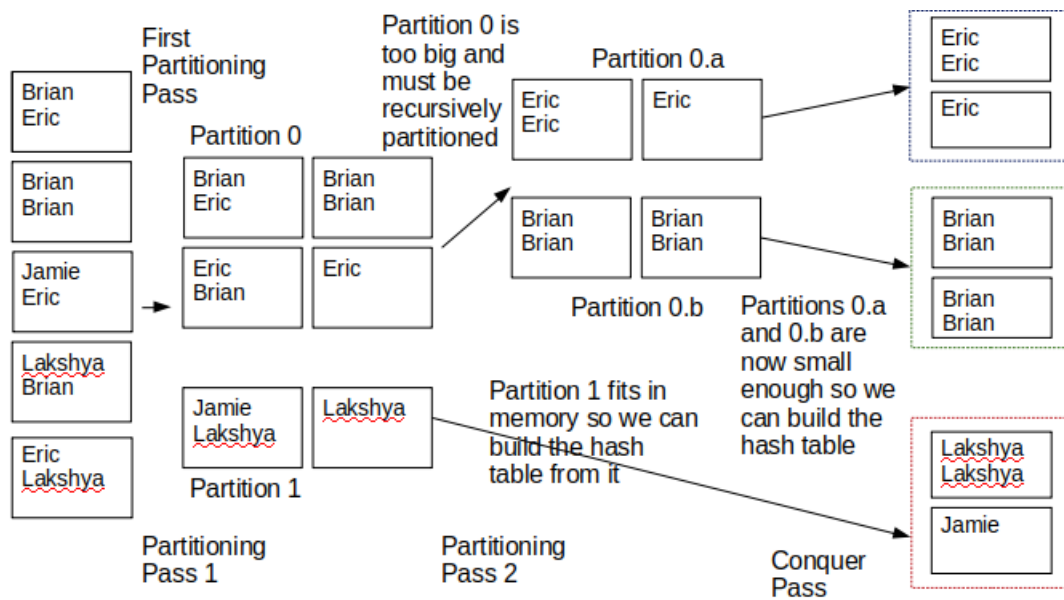 First
Partitioning
Pass
Brian
Eric
Brian
Brian
Jamie
Eric
Lakshya
Brian
Eric
Lakshya
Partition 0
Brian
Eric
Brian
Brian
Eric
Brian
Eric
Jamie
Lakshya
Lakshya
Partition 1
Partitioning
Pass 1
Partition 0 is
too big and
must be
recursively
partitioned
Partition 0.a
Eric
Eric
Eric
Brian
Brian
Brian
Brian
Partition 0.b
Partition 1 fits in
memory so we can
build the hash
table from it
Partitioning
Pass 2
Partitions 0.a
and 0.b are
now small
enough so we
can build the
hash table
Eric
Eric
Eric
Brian
Brian
Brian
Brian
Lakshya
Lakshya
Jamie
Conquer
Pass